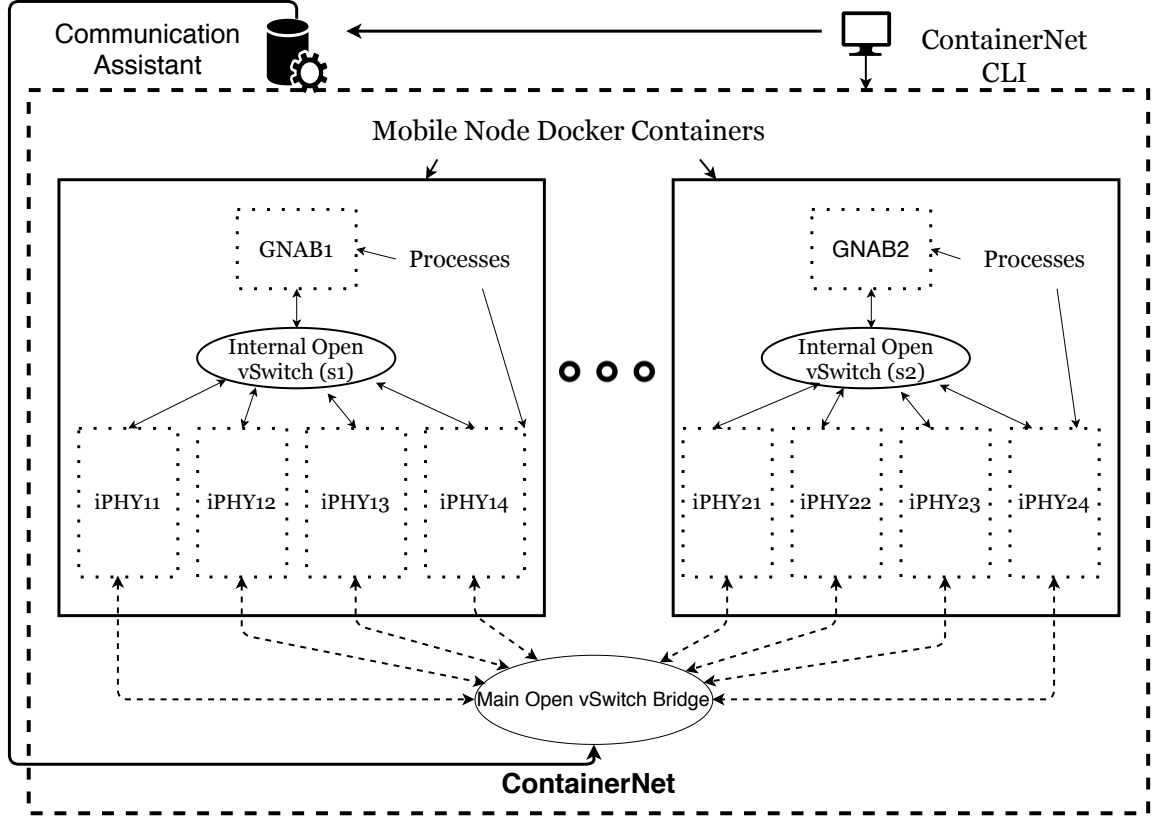 Communication
Assistant
ContainerNet
CLI
Mobile Node Docker Containers
GNAB1
Processes
GNAB2
Processes
Internal Open
vSwitch (s1)
Internal Open
vSwitch (s2)
iPHY11
iPHY12
iPHY13
iPHY14
iPHY21
iPHY22
iPHY23
iPHY24
Main Open vSwitch Bridge
ContainerNet